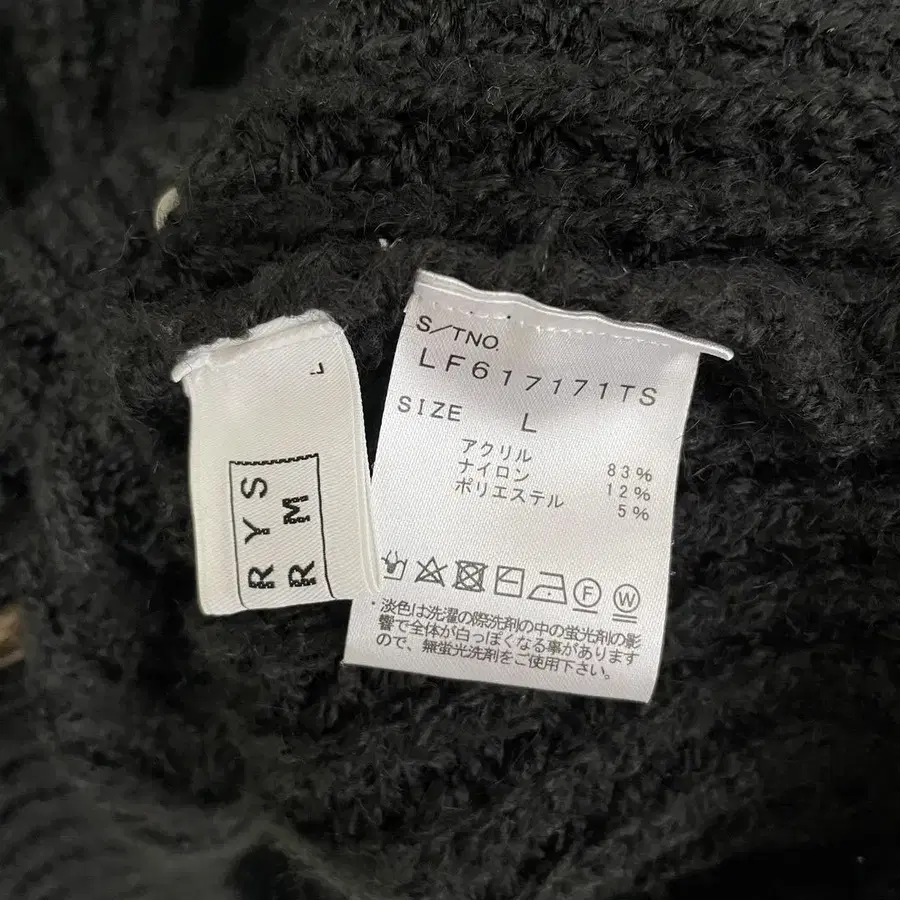 L
RYS
RM
S/TNO.
LF617171TS
SIZE L
アクリル 83%
ナイロン 12%
ポリエステル 5%
F W
・淡色は洗濯の際洗剤の中の蛍光剤の影
響で全体が白っぽくなる事があります
ので、無蛍光洗剤をご使用下さい。